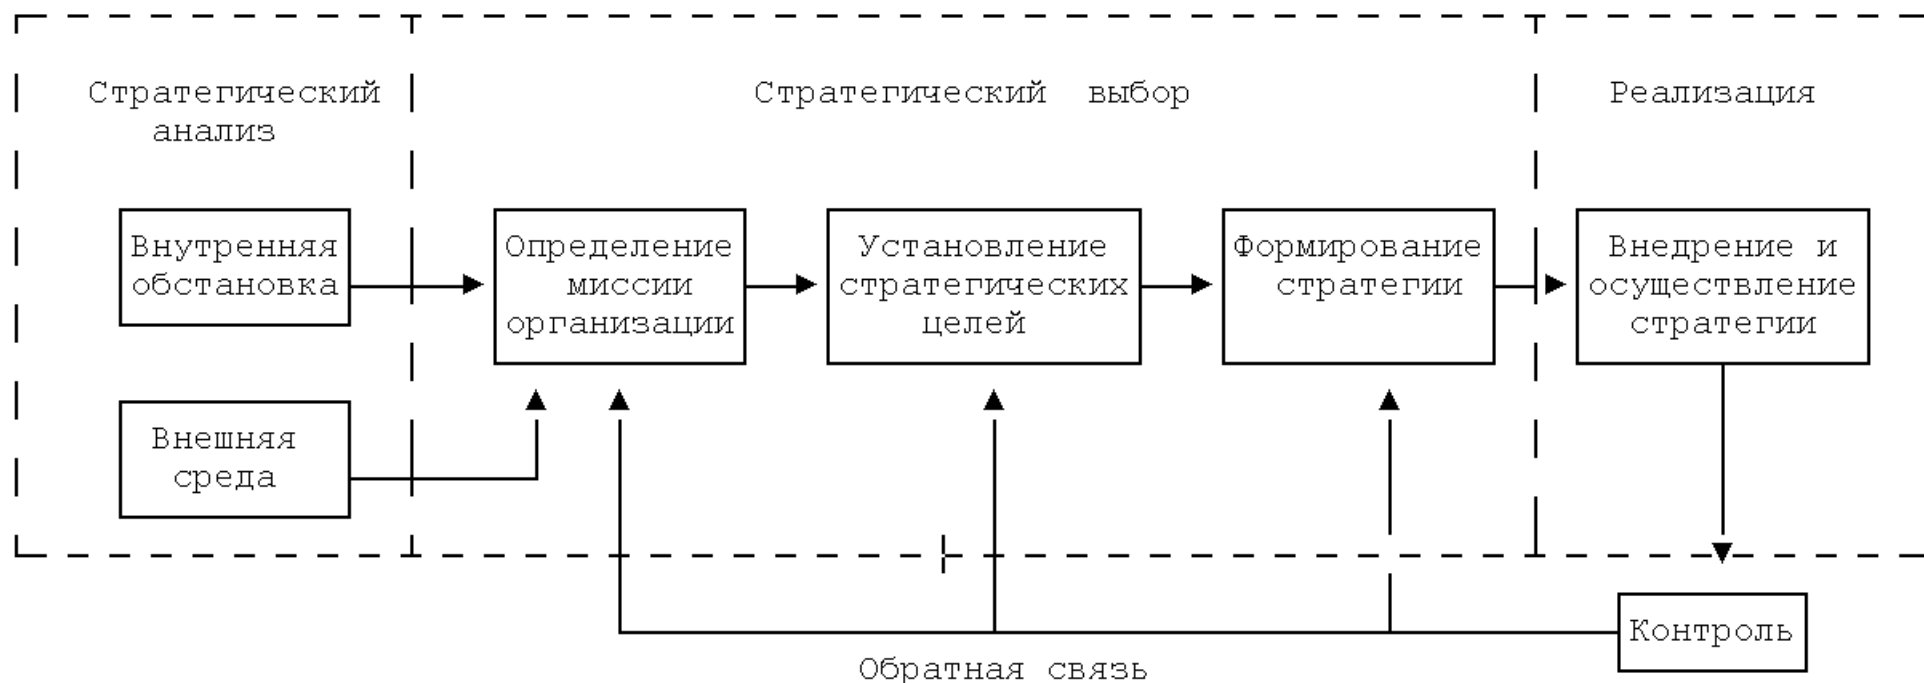 Стратегический
анализ
Стратегический выбор
Реализация
Внутренняя
обстановка
Определение
миссии
организации
Установление
стратегических
целей
Формирование
стратегии
Внедрение и
осуществление
стратегии
Внешняя
среда
Контроль
Обратная связь